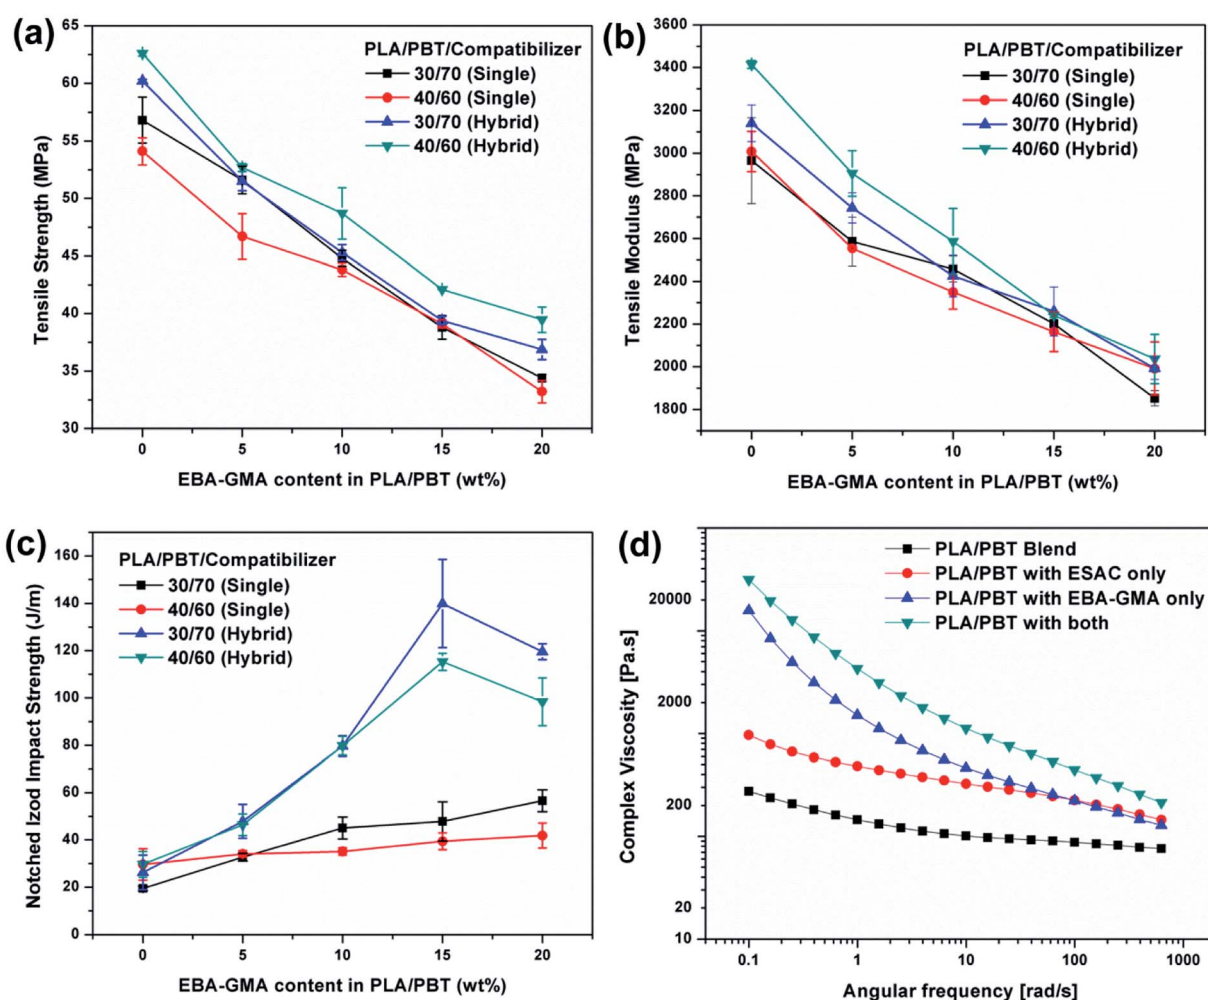 (a)
65
60
55
50
45
40
35
30
Tensile Strength (MPa)
PLA/PBT/Compatibilizer
30/70 (Single)
40/60 (Single)
30/70 (Hybrid)
40/60 (Hybrid)
0 5 10 15 20
EBA-GMA content in PLA/PBT (wt%)
(b)
3600
3400
3200
3000
2800
2600
2400
2200
2000
1800
Tensile Modulus (MPa)
PLA/PBT/Compatibilizer
30/70 (Single)
40/60 (Single)
30/70 (Hybrid)
40/60 (Hybrid)
0 5 10 15 20
EBA-GMA content in PLA/PBT (wt%)
(c)
160
140
120
100
80
60
40
20
0
Notched Izod Impact Strength (J/m)
PLA/PBT/Compatibilizer
30/70 (Single)
40/60 (Single)
30/70 (Hybrid)
40/60 (Hybrid)
0 5 10 15 20
EBA-GMA content in PLA/PBT (wt%)
(d)
20000
2000
200
20
10
Complex Viscosity [Pa.s]
PLA/PBT Blend
PLA/PBT with ESAC only
PLA/PBT with EBA-GMA only
PLA/PBT with both
0.1 1 10 100 1000
Angular frequency [rad/s]